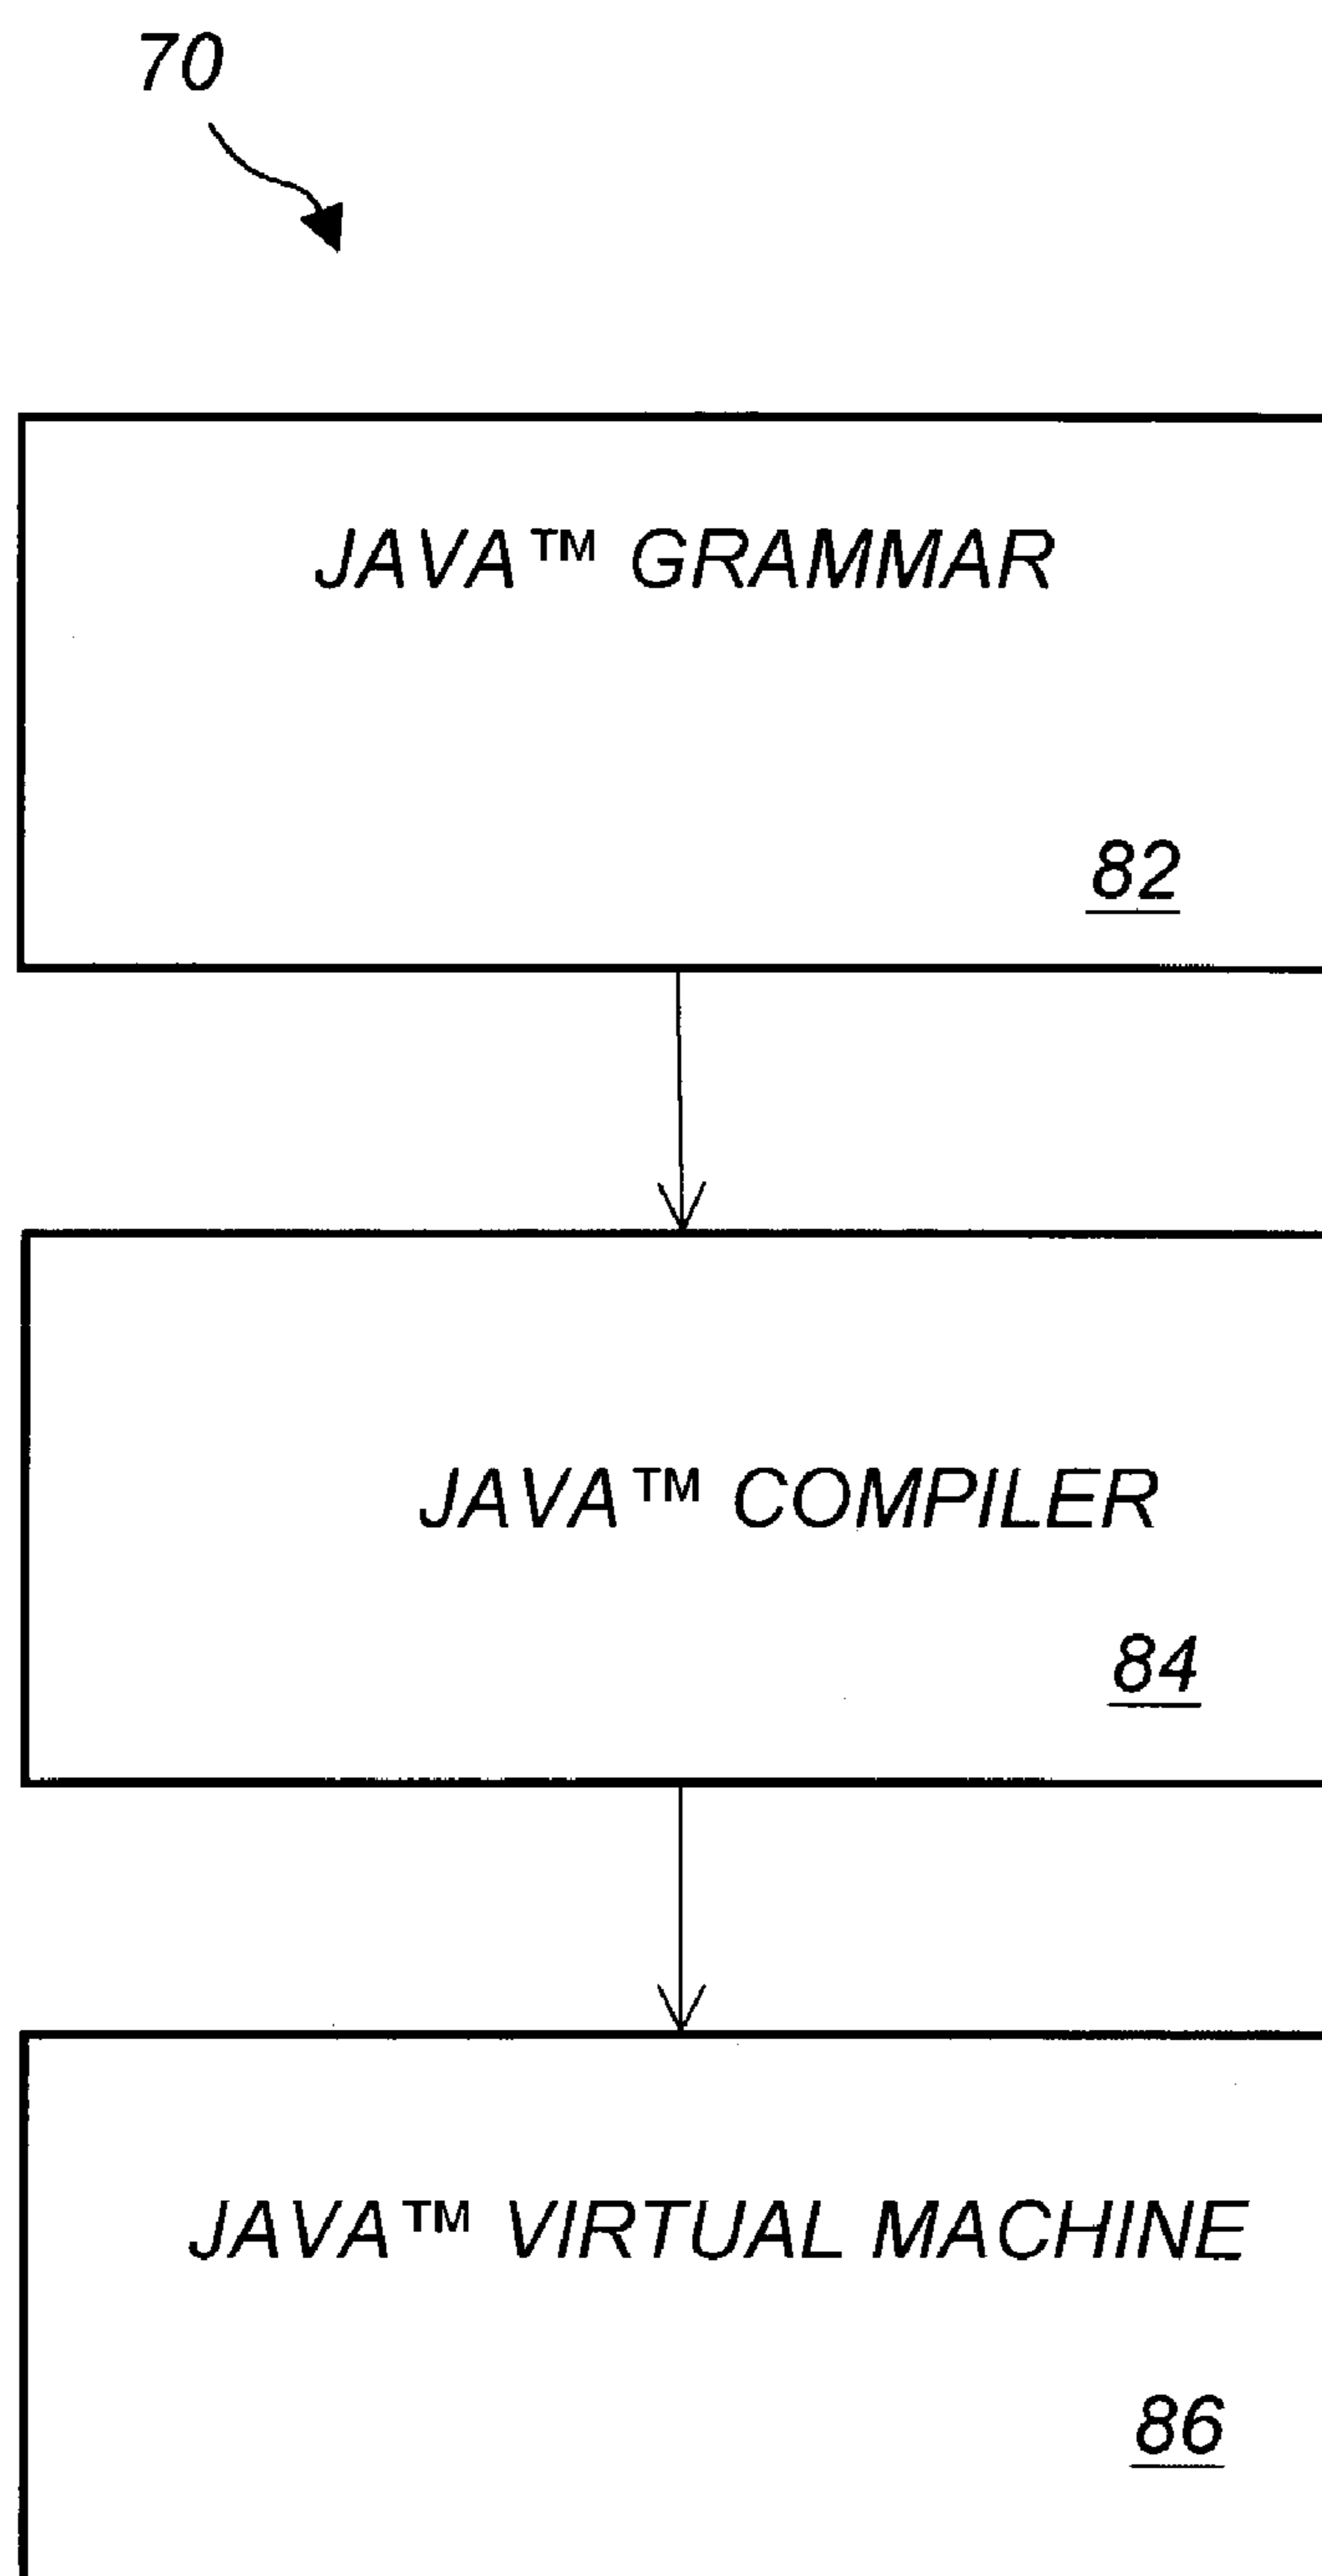 70
JAVA™ GRAMMAR
82
JAVA™ COMPILER
84
JAVA™ VIRTUAL MACHINE
86